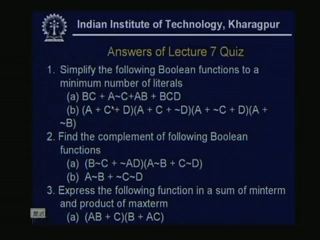 Indian Institute of Technology, Kharagpur
Answers of Lecture 7 Quiz
1. Simplify the following Boolean functions to a
minimum number of literals
(a) BC + A~C+AB + BCD
(b) (A + C + D)(A + C + ~D)(A + ~C + D)(A +
~B)
2. Find the complement of following Boolean
functions
(a) (B~C + ~AD)(A~B + C~D)
(b) A~B + ~C~D
3. Express the following function in a sum of minterm
and product of maxterm
(a) (AB + C)(B + AC)